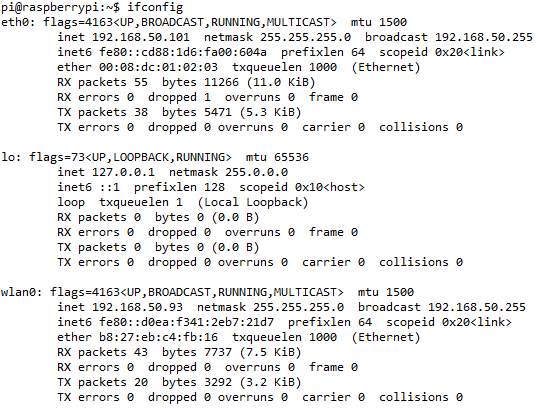 pi@raspberrypi:~$ ifconfig
eth0: flags=4163<UP,BROADCAST,RUNNING,MULTICAST>  mtu 1500
        inet 192.168.50.101  netmask 255.255.255.0  broadcast 192.168.50.255
        inet6 fe80::cd88:1d6:fa00:604a  prefixlen 64  scopeid 0x20<link>
        ether 00:08:dc:01:02:03  txqueuelen 1000  (Ethernet)
        RX packets 55  bytes 11266 (11.0 KiB)
        RX errors 0  dropped 1  overruns 0  frame 0
        TX packets 38  bytes 5471 (5.3 KiB)
        TX errors 0  dropped 0 overruns 0  carrier 0  collisions 0

lo: flags=73<UP,LOOPBACK,RUNNING>  mtu 65536
        inet 127.0.0.1  netmask 255.0.0.0
        inet6 ::1  prefixlen 128  scopeid 0x10<host>
        loop  txqueuelen 1  (Local Loopback)
        RX packets 0  bytes 0 (0.0 B)
        RX errors 0  dropped 0  overruns 0  frame 0
        TX packets 0  bytes 0 (0.0 B)
        TX errors 0  dropped 0 overruns 0  carrier 0  collisions 0

wlan0: flags=4163<UP,BROADCAST,RUNNING,MULTICAST>  mtu 1500
        inet 192.168.50.93  netmask 255.255.255.0  broadcast 192.168.50.255
        inet6 fe80::d0ea:f341:2eb7:21d7  prefixlen 64  scopeid 0x20<link>
        ether b8:27:eb:c4:fb:16  txqueuelen 1000  (Ethernet)
        RX packets 43  bytes 7737 (7.5 KiB)
        RX errors 0  dropped 0  overruns 0  frame 0
        TX packets 20  bytes 3292 (3.2 KiB)
        TX errors 0  dropped 0 overruns 0  carrier 0  collisions 0